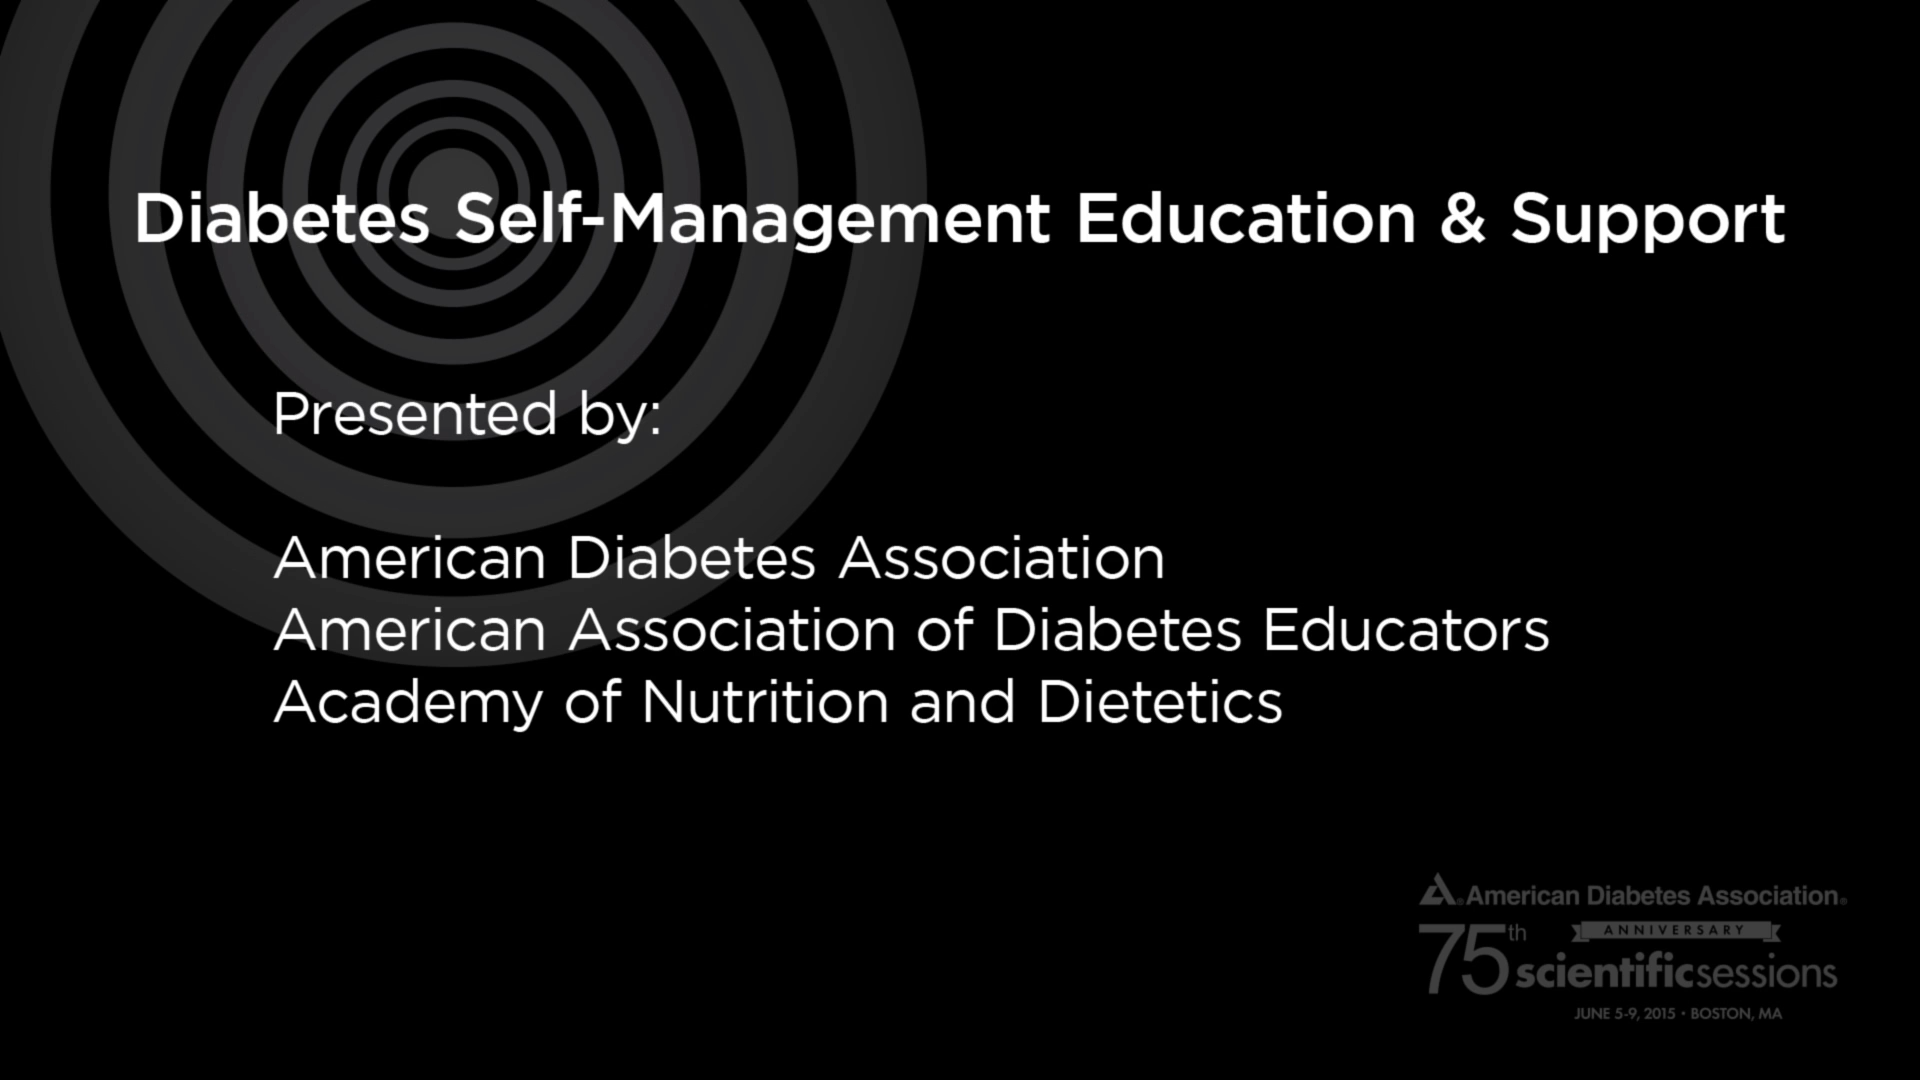 Diabetes Self-Management Education & Support
Presented by:
American Diabetes Association
American Association of Diabetes Educators
Academy of Nutrition and Dietetics
American Diabetes Association®
75th ANNIVERSARY
scientificsessions
JUNE 5-9, 2015 • BOSTON, MA